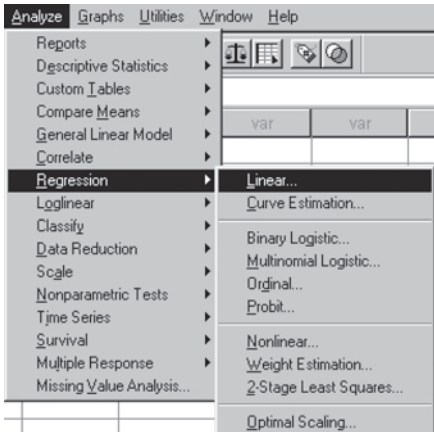 Analyze Graphs Utilities Window Help
Reports
Descriptive Statistics
Custom Tables
Compare Means
General Linear Model
Correlate
Regression
Loglinear
Classify
Data Reduction
Scale
Nonparametric Tests
Time Series
Survival
Multiple Response
Missing Value Analysis...
var var
Linear...
Curve Estimation...
Binary Logistic...
Multinomial Logistic...
Ordinal...
Probit...
Nonlinear...
Weight Estimation...
2-Stage Least Squares...
Optimal Scaling...